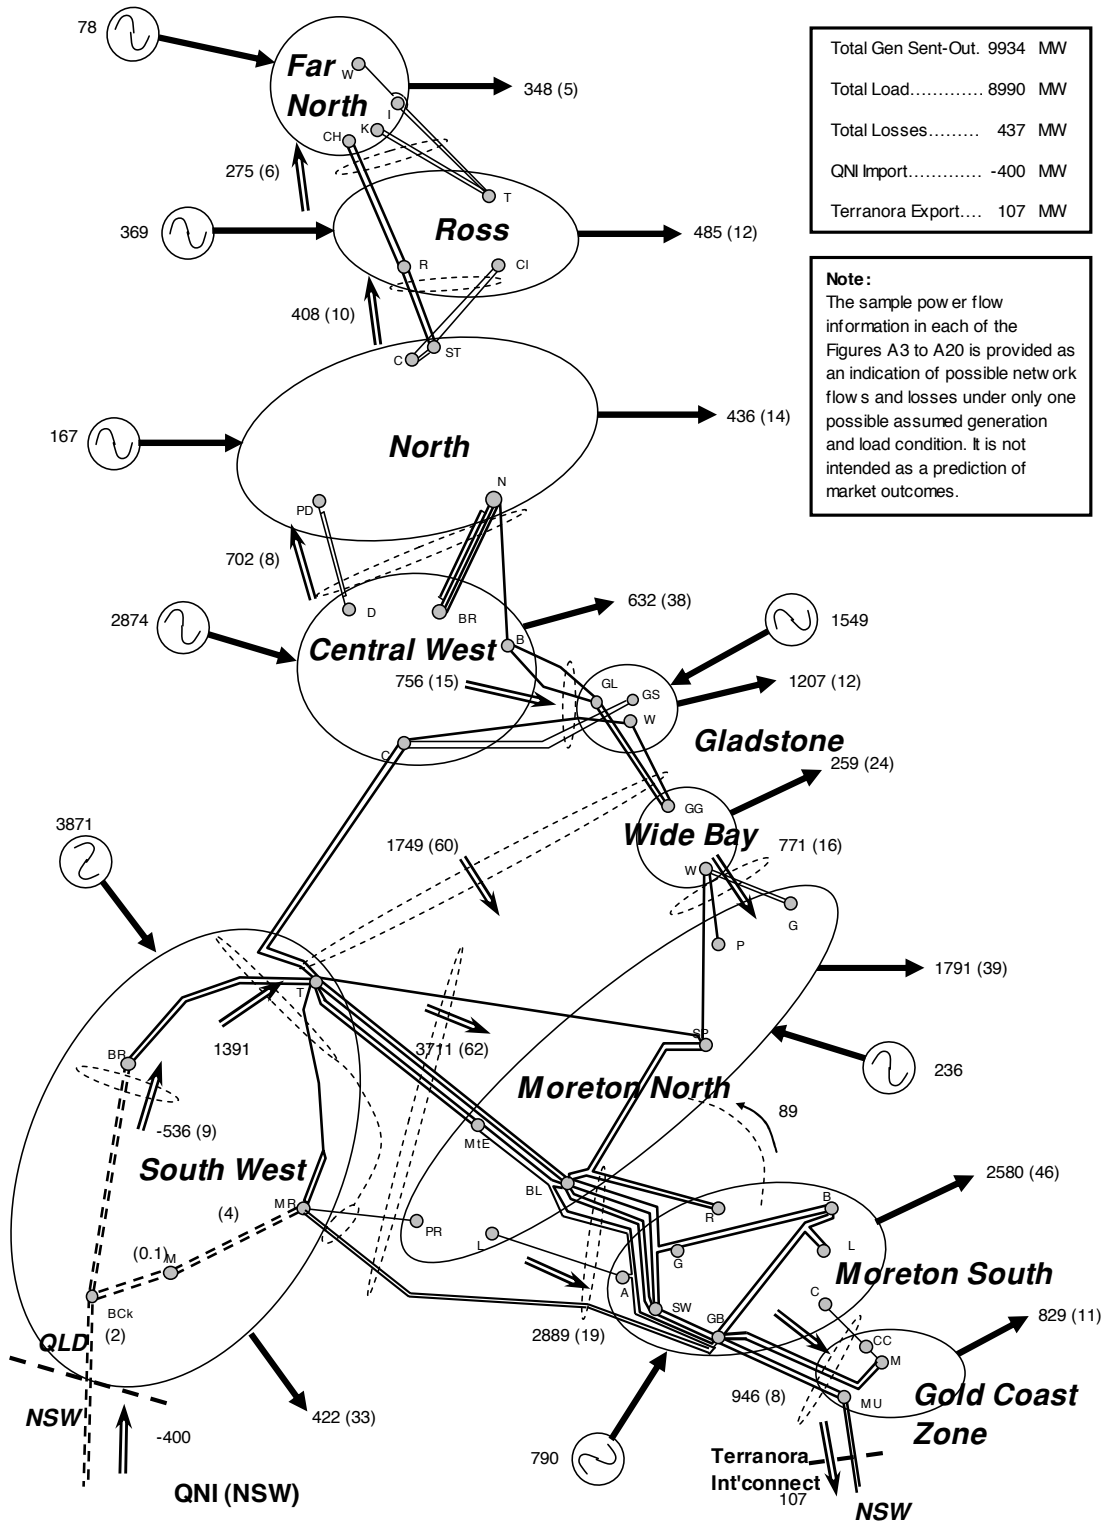 78
Far
North
W
I
K
CH
348 (5)
275 (6)
T
369
Ross
485 (12)
R
CI
408 (10)
C
ST
167
North
436 (14)
N
PD
702 (8)
2874
D
BR
632 (38)
1549
Central West
B
756 (15)
GL
GS
1207 (12)
W
C
Gladstone
259 (24)
GG
Wide Bay
3871
1749 (60)
771 (16)
W
G
P
1791 (39)
T
1391
3711 (62)
SP
BR
236
Moreton North
89
-536 (9)
MtE
South West
2580 (46)
BL
MR
(4)
PR
R
B
L
G
L
(0.1)
M
A
Moreton South
BCk
(2)
SW
GB
C
829 (11)
QLD
2889 (19)
CC
M
946 (8)
MU
Gold Coast
Zone
NSW
422 (33)
-400
790
Terranora
Int'connect
107
QNI (NSW)
NSW
Total Gen Sent-Out. 9934 MW
Total Load............. 8990 MW
Total Losses......... 437 MW
QNI Import............. -400 MW
Terranora Export.... 107 MW
Note:
The sample power flow
information in each of the
Figures A3 to A20 is provided as
an indication of possible network
flows and losses under only one
possible assumed generation
and load condition. It is not
intended as a prediction of
market outcomes.